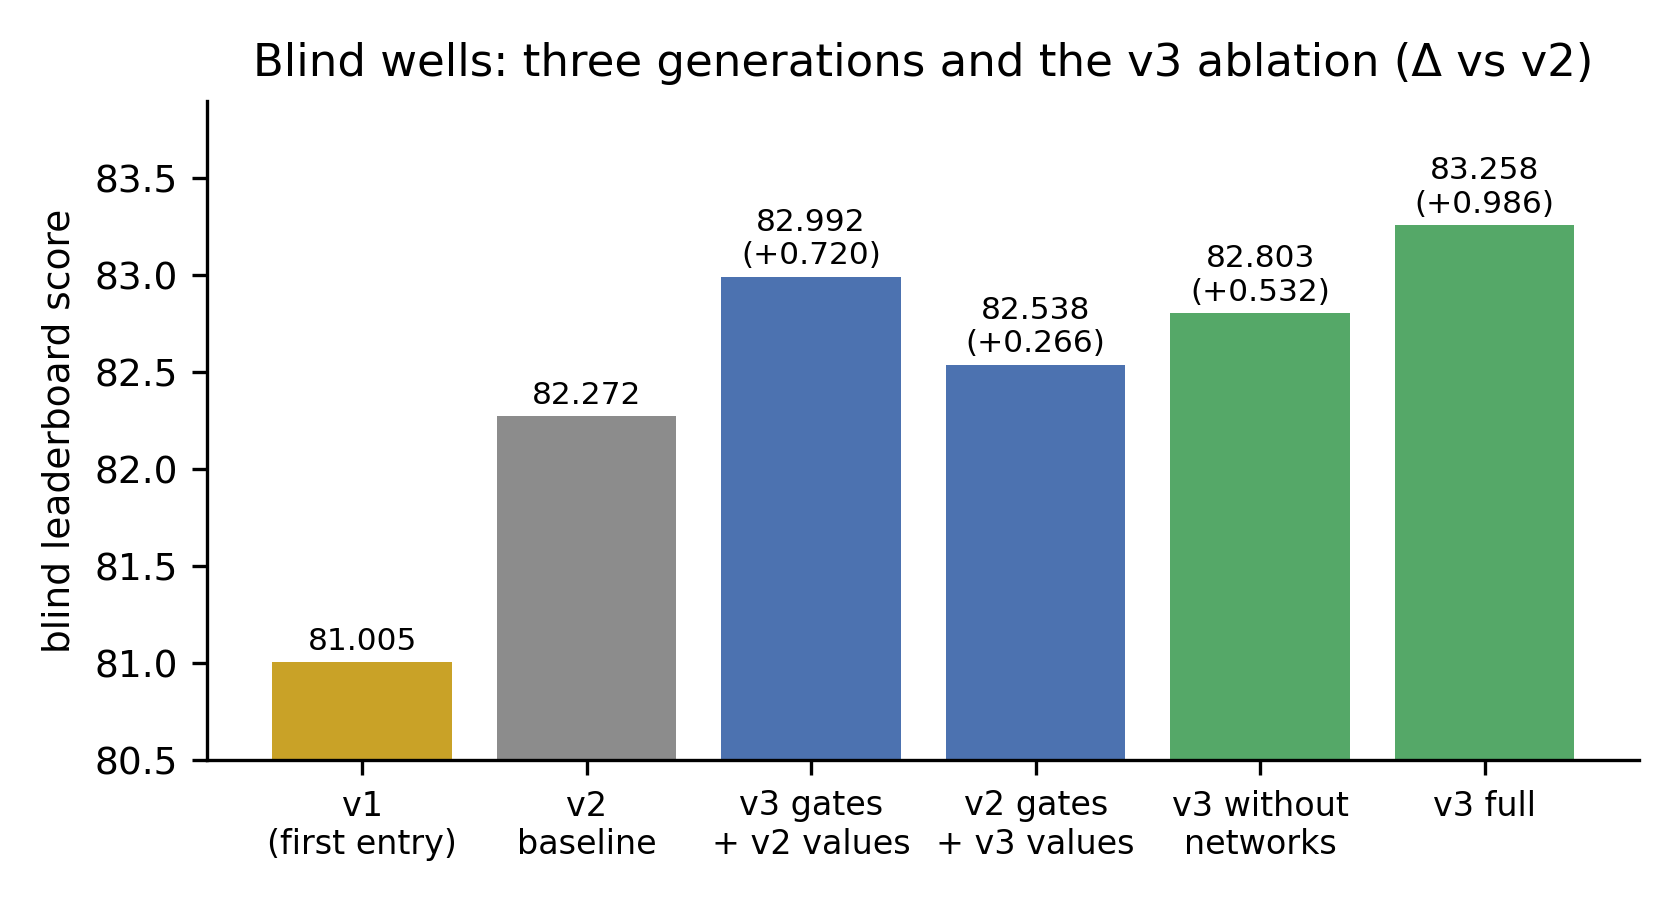 Blind wells: three generations and the v3 ablation (Δ vs v2)
blind leaderboard score
83.5
83.0
82.5
82.0
81.5
81.0
80.5
81.005
82.272
82.992
(+0.720)
82.538
(+0.266)
82.803
(+0.532)
83.258
(+0.986)
v1
(first entry)
v2
baseline
v3 gates
+ v2 values
v2 gates
+ v3 values
v3 without
networks
v3 full